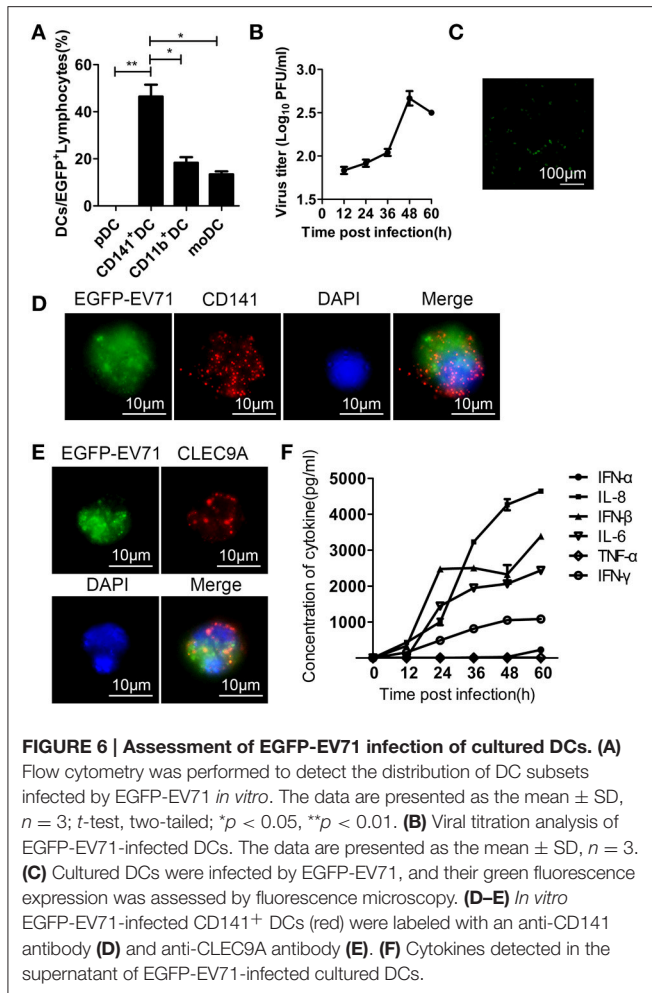 A
DCs/EGFP+Lymphocytes(%)
60
40
20
0
**
*
*
pDC
CD141+DC
CD11b+DC
moDC
B
Virus titer (Log10 PFU/ml)
3.0
2.5
2.0
1.5
0 12 24 36 48 60
Time post infection(h)
C
100μm
D
EGFP-EV71 CD141 DAPI Merge
10μm 10μm 10μm 10μm
E
EGFP-EV71 CLEC9A
10μm 10μm
DAPI Merge
10μm 10μm
F
Concentration of cytokine(pg/ml)
5000
4000
3000
2000
1000
0 12 24 36 48 60
Time post infection(h)
IFN-α
IL-8
IFN-β
IL-6
TNF-α
IFN-γ
FIGURE 6 | Assessment of EGFP-EV71 infection of cultured DCs. (A)
Flow cytometry was performed to detect the distribution of DC subsets
infected by EGFP-EV71 in vitro. The data are presented as the mean ± SD,
n = 3; t-test, two-tailed; *p < 0.05, **p < 0.01. (B) Viral titration analysis of
EGFP-EV71-infected DCs. The data are presented as the mean ± SD, n = 3.
(C) Cultured DCs were infected by EGFP-EV71, and their green fluorescence
expression was assessed by fluorescence microscopy. (D–E) In vitro
EGFP-EV71-infected CD141+ DCs (red) were labeled with an anti-CD141
antibody (D) and anti-CLEC9A antibody (E). (F) Cytokines detected in the
supernatant of EGFP-EV71-infected cultured DCs.